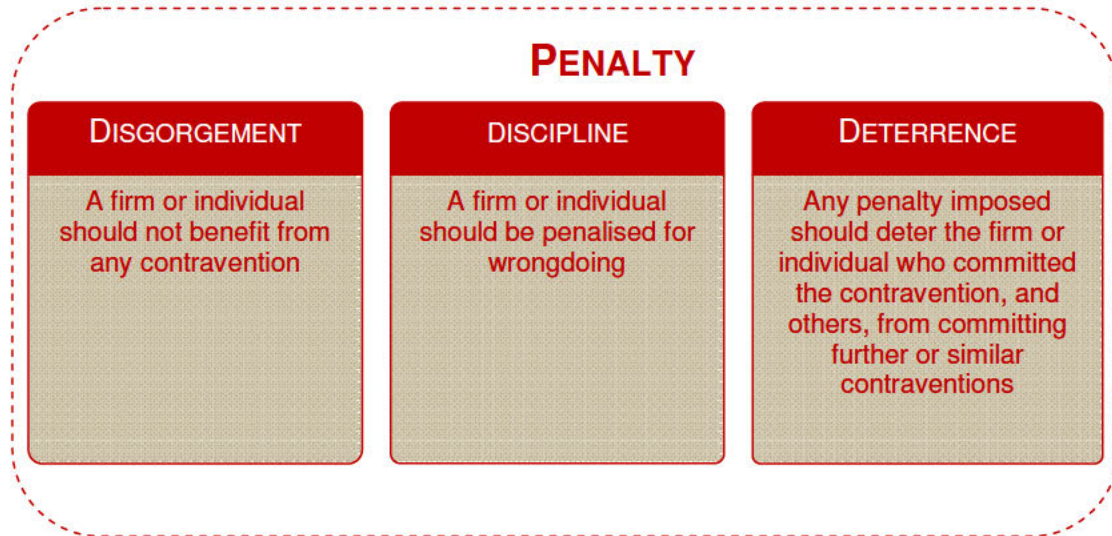 PENALTY
DISGORGEMENT
A firm or individual
should not benefit from
any contravention
DISCIPLINE
A firm or individual
should be penalised for
wrongdoing
DETERRENCE
Any penalty imposed
should deter the firm or
individual who committed
the contravention, and
others, from committing
further or similar
contraventions